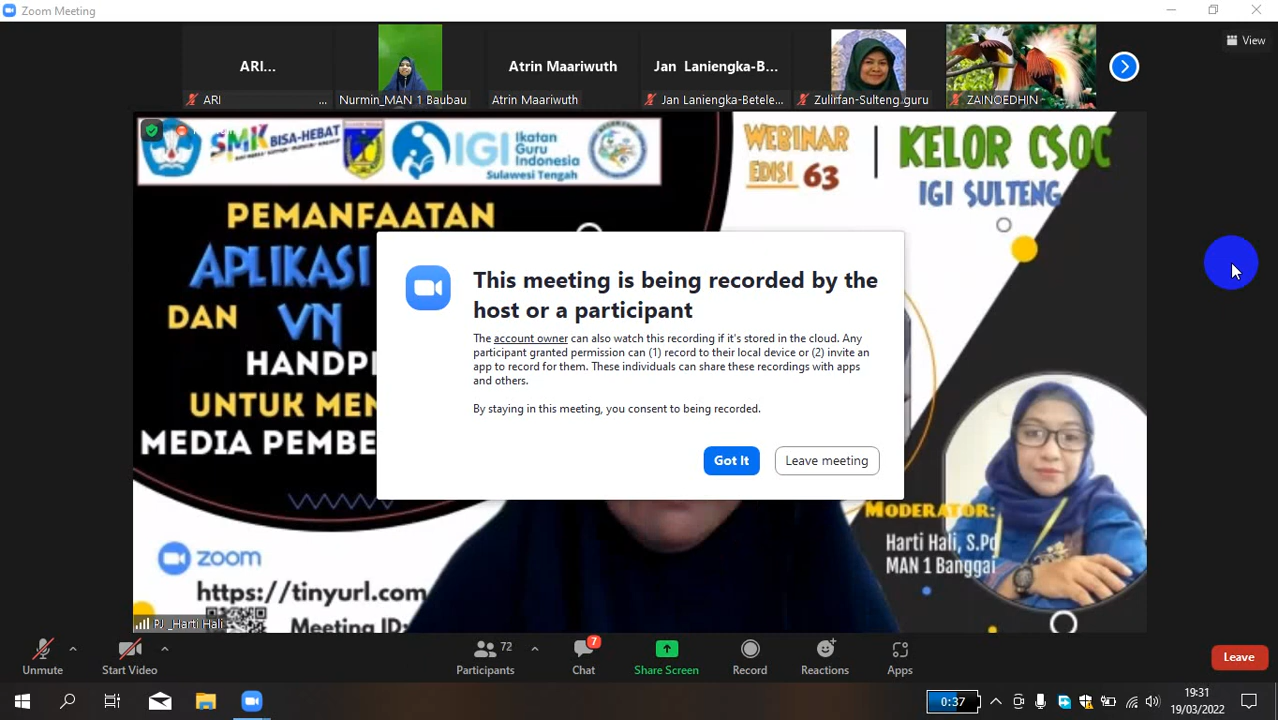 Zoom Meeting
View
ARI...
Atrin Maariwuth
Jan Laniengka-B...
ARI ...
Nurmin_MAN 1 Baubau
Atrin Maariwuth
Jan Laniengka-Betele...
Zulirfan-Sulteng.guru
ZAINOEDHIN
SMK BISA-HEBAT
IGI Ikatan Guru Indonesia
Sulawesi Tengah
WEBINAR
EDISI 63
KELOR CSOC
IGI SULTENG
PEMANFAATAN
APLIKASI
DAN VN
HANDP
UNTUK MEN
MEDIA PEMBE
This meeting is being recorded by the
host or a participant
The account owner can also watch this recording if it's stored in the cloud. Any
participant granted permission can (1) record to their local device or (2) invite an
app to record for them. These individuals can share these recordings with apps
and others.
By staying in this meeting, you consent to being recorded.
Got It
Leave meeting
MODERATOR:
Harti Hali, S.Pd
MAN 1 Banggai
zoom
https://tinyurl.com
Meeting ID:
PJ _Harti Hali
Unmute
Start Video
72
Participants
7
Chat
Share Screen
Record
Reactions
Apps
Leave
0:37
19:31
19/03/2022